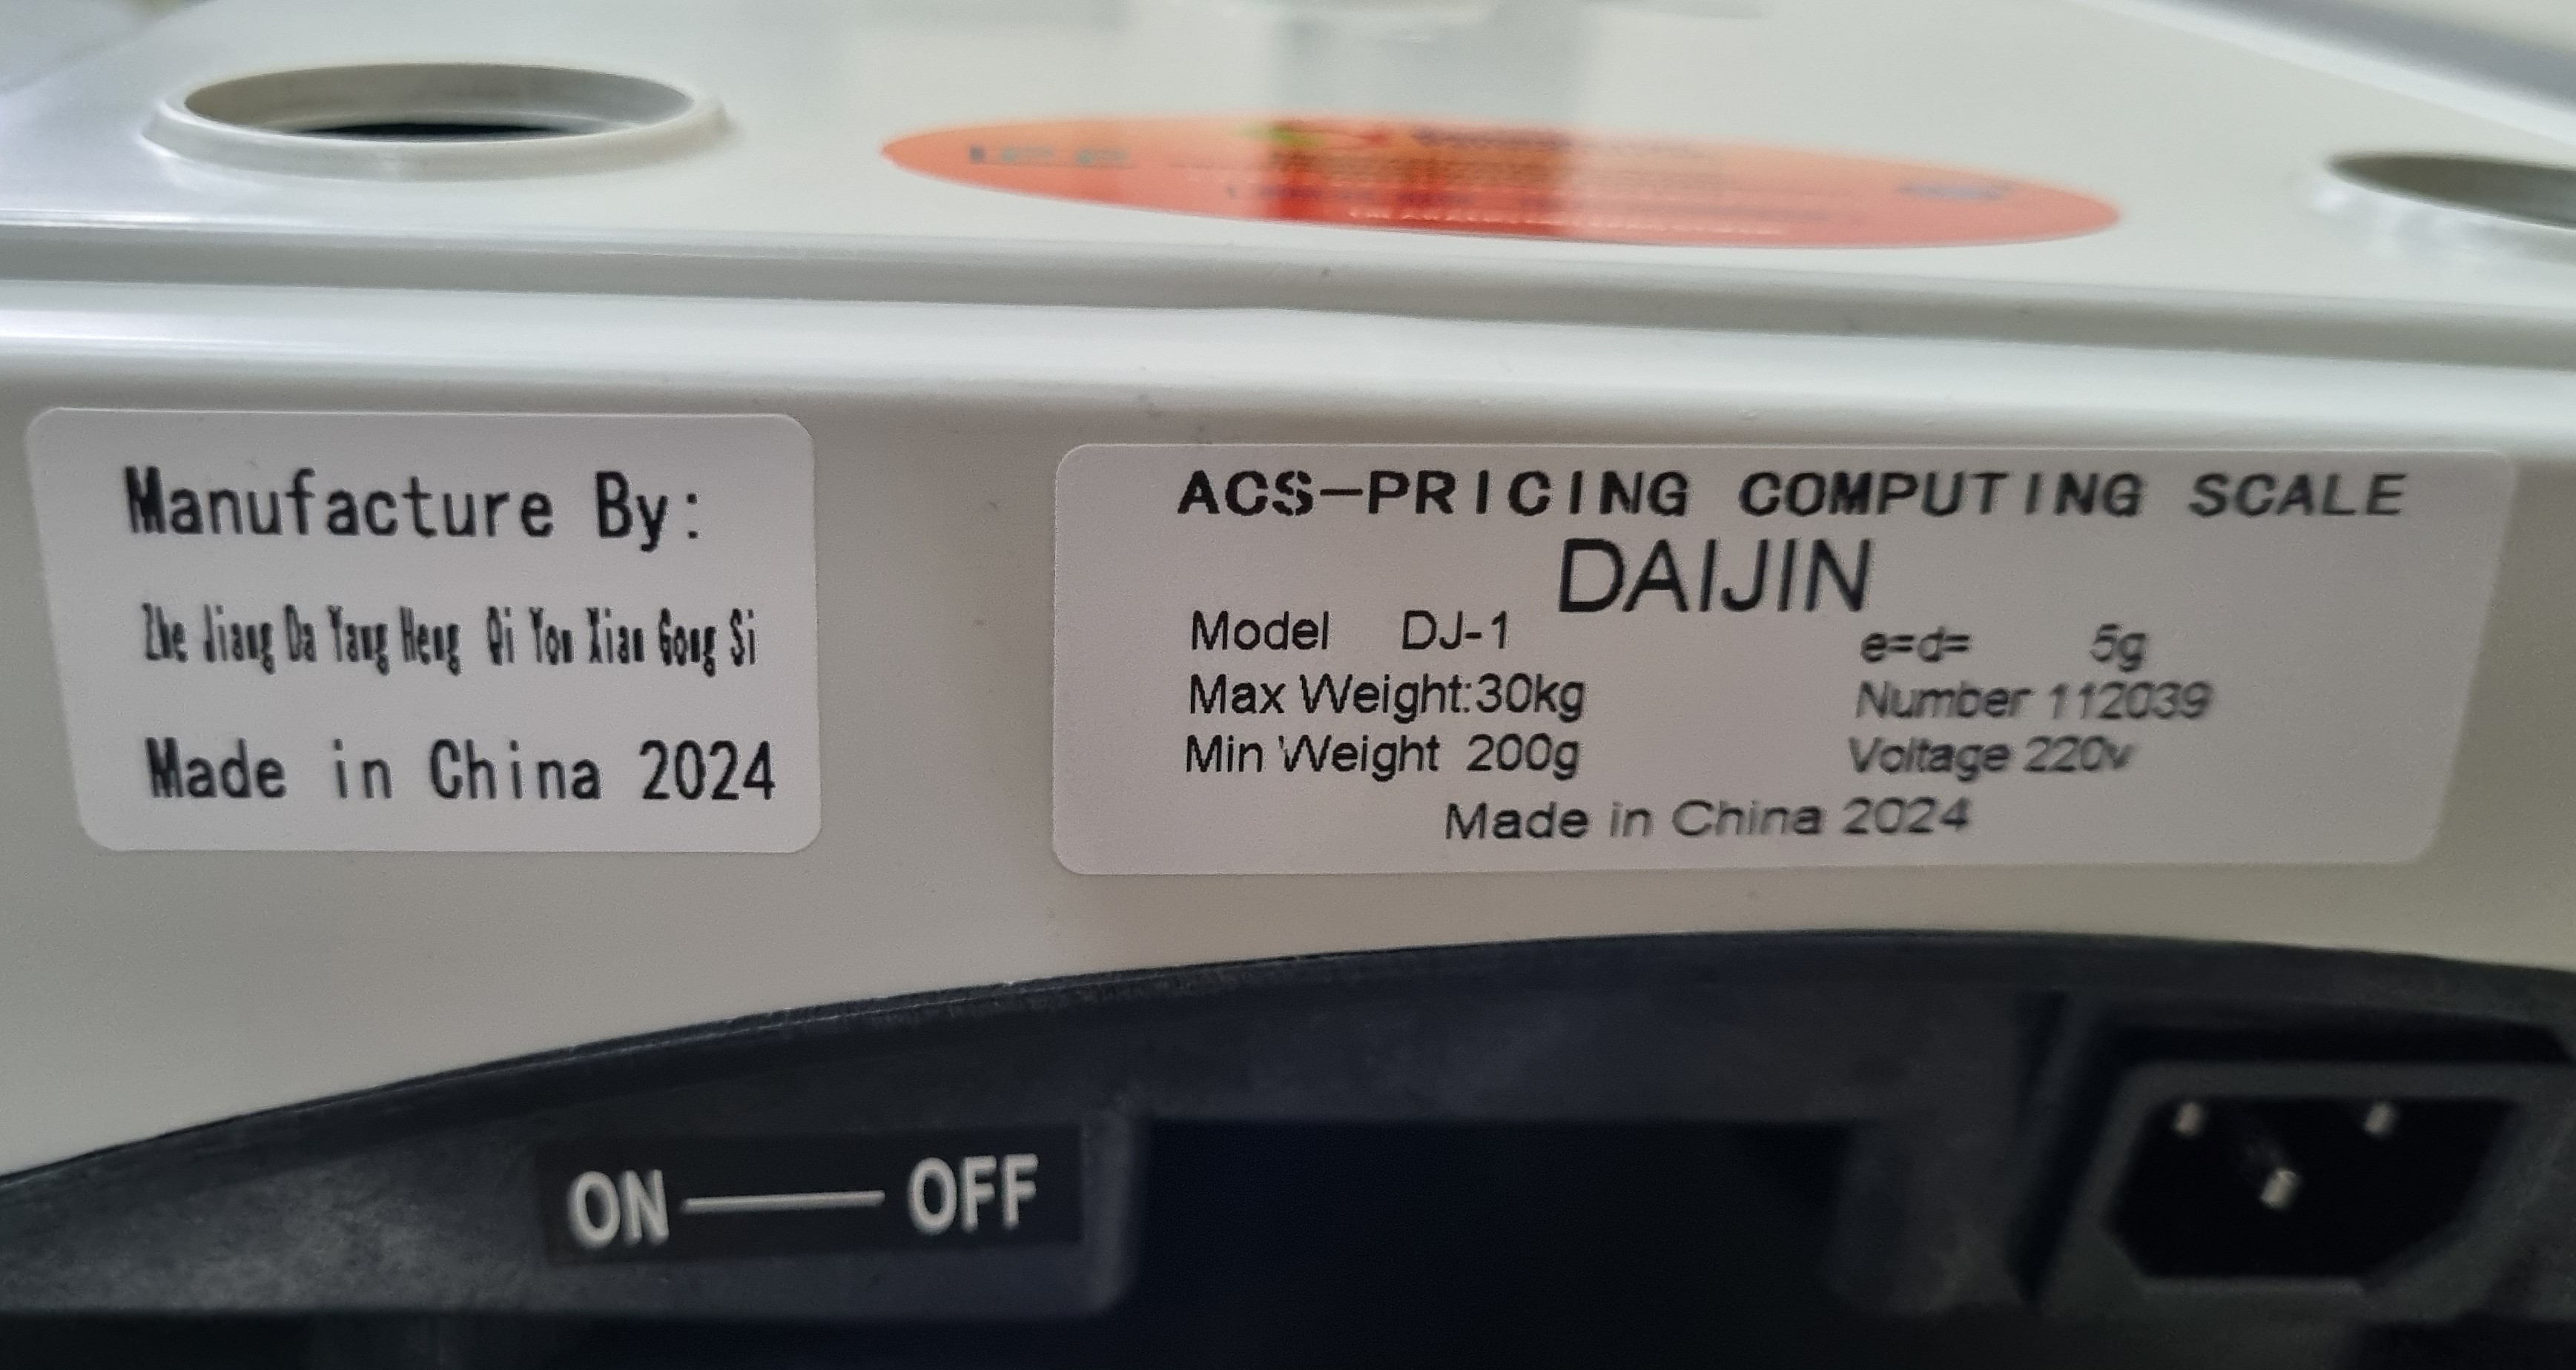 Manufacture By:
Zhe Jiang Da Yang Heng Qi You Xian Gong Si
Made in China 2024
ACS-PRICING COMPUTING SCALE
DAIJIN
Model DJ-1
e=d= 5g
Max Weight:30kg
Number 112039
Min Weight 200g
Voltage 220v
Made in China 2024
ON — OFF